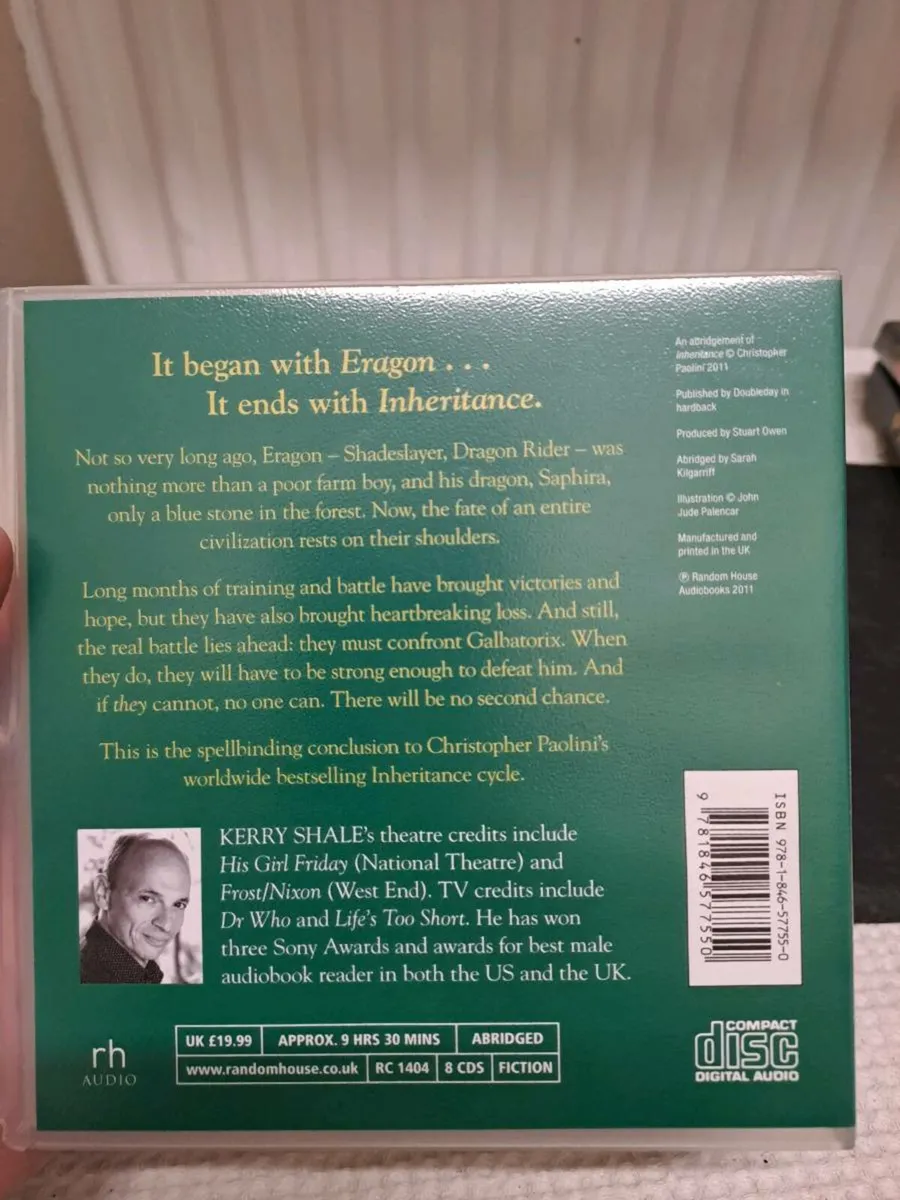 It began with Eragon . . .
It ends with Inheritance.
Not so very long ago, Eragon – Shadeslayer, Dragon Rider – was
nothing more than a poor farm boy, and his dragon, Saphira,
only a blue stone in the forest. Now, the fate of an entire
civilization rests on their shoulders.
Long months of training and battle have brought victories and
hope, but they have also brought heartbreaking loss. And still,
the real battle lies ahead: they must confront Galbatorix. When
they do, they will have to be strong enough to defeat him. And
if they cannot, no one can. There will be no second chance.
This is the spellbinding conclusion to Christopher Paolini's
worldwide bestselling Inheritance cycle.
KERRY SHALE's theatre credits include
His Girl Friday (National Theatre) and
Frost/Nixon (West End). TV credits include
Dr Who and Life's Too Short. He has won
three Sony Awards and awards for best male
audiobook reader in both the US and the UK.
An abridgement of
Inheritance © Christopher
Paolini 2011
Published by Doubleday in
hardback
Produced by Stuart Owen
Abridged by Sarah
Kilgarriff
Illustration © John
Jude Palencar
Manufactured and
printed in the UK
℗ Random House
Audiobooks 2011
ISBN 978-1-846-57755-0
9 781846 577550
rh
AUDIO
UK £19.99 APPROX. 9 HRS 30 MINS ABRIDGED
www.randomhouse.co.uk RC 1404 8 CDS FICTION
COMPACT
disc
DIGITAL AUDIO